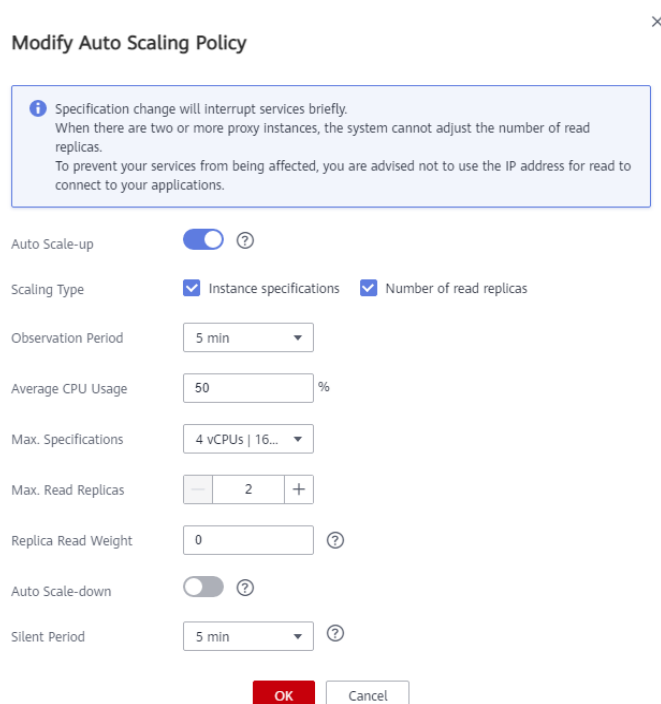 Modify Auto Scaling Policy
Specification change will interrupt services briefly.
When there are two or more proxy instances, the system cannot adjust the number of read
replicas.
To prevent your services from being affected, you are advised not to use the IP address for read to
connect to your applications.
Auto Scale-up
Scaling Type Instance specifications Number of read replicas
Observation Period 5 min
Average CPU Usage 50 %
Max. Specifications 4 vCPUs | 16...
Max. Read Replicas 2
Replica Read Weight 0
Auto Scale-down
Silent Period 5 min
OK Cancel